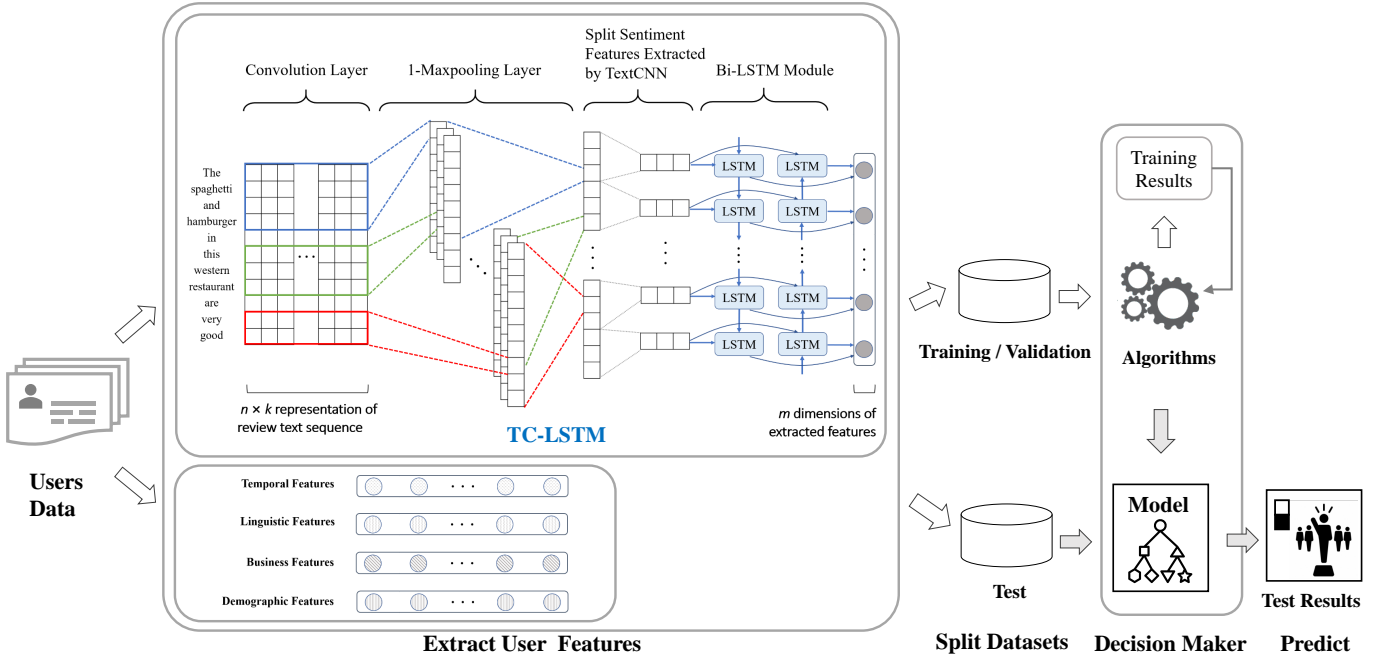 Convolution Layer
1-Maxpooling Layer
Split Sentiment
Features Extracted
by TextCNN
Bi-LSTM Module
The
spaghetti
and
hamburger
in
this
western
restaurant
are
very
good
...
...
...
LSTM LSTM
LSTM LSTM
... ...
LSTM LSTM
LSTM LSTM
n × k representation of
review text sequence
TC-LSTM
m dimensions of
extracted features
Users
Data
Temporal Features ...
Linguistic Features ...
Business Features ...
Demographic Features ...
Extract User Features
Training / Validation
Test
Split Datasets
Training
Results
Algorithms
Model
Decision Maker
Test Results
Predict